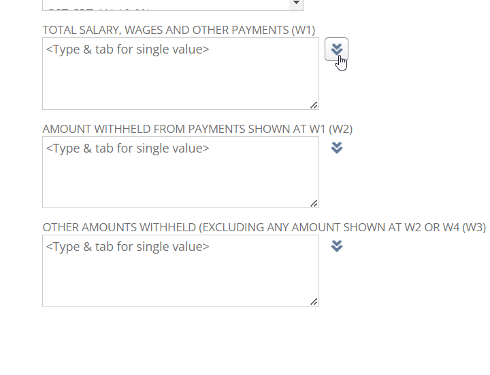 TOTAL SALARY, WAGES AND OTHER PAYMENTS (W1)
<Type & tab for single value>
AMOUNT WITHHELD FROM PAYMENTS SHOWN AT W1 (W2)
<Type & tab for single value>
OTHER AMOUNTS WITHHELD (EXCLUDING ANY AMOUNT SHOWN AT W2 OR W4 (W3)
<Type & tab for single value>